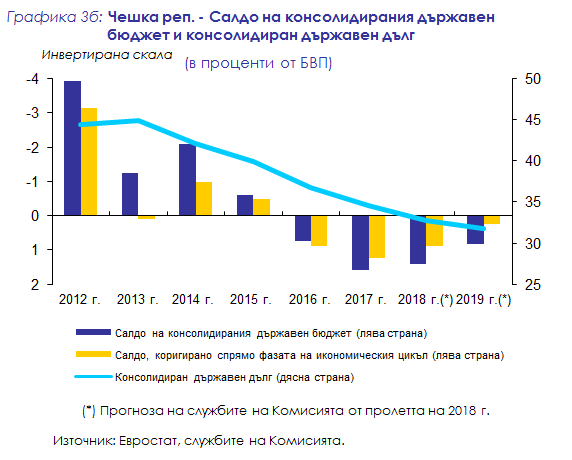 Графика 3б: Чешка реп. - Салдо на консолидирания държавен
бюджет и консолидиран държавен дълг
Инвертирана скала
(в проценти от БВП)
-4
-3
-2
-1
0
1
2
50
45
40
35
30
25
2012 г. 2013 г. 2014 г. 2015 г. 2016 г. 2017 г. 2018 г.(*) 2019 г.(*)
Салдо на консолидирания държавен бюджет (лява страна)
Салдо, коригирано спрямо фазата на икономическия цикъл (лява страна)
Консолидиран държавен дълг (дясна страна)
(*) Прогноза на службите на Комисията от пролетта на 2018 г.
Източник: Евростат, службите на Комисията.